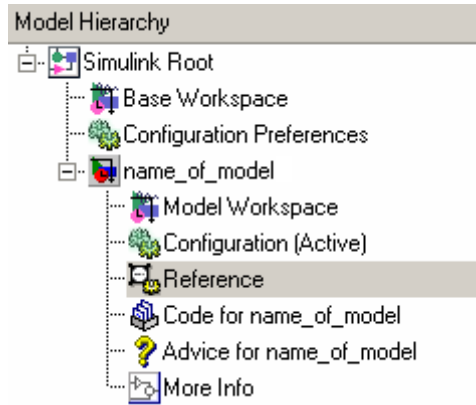 Model Hierarchy
Simulink Root
Base Workspace
Configuration Preferences
name_of_model
Model Workspace
Configuration (Active)
Reference
Code for name_of_model
Advice for name_of_model
More Info